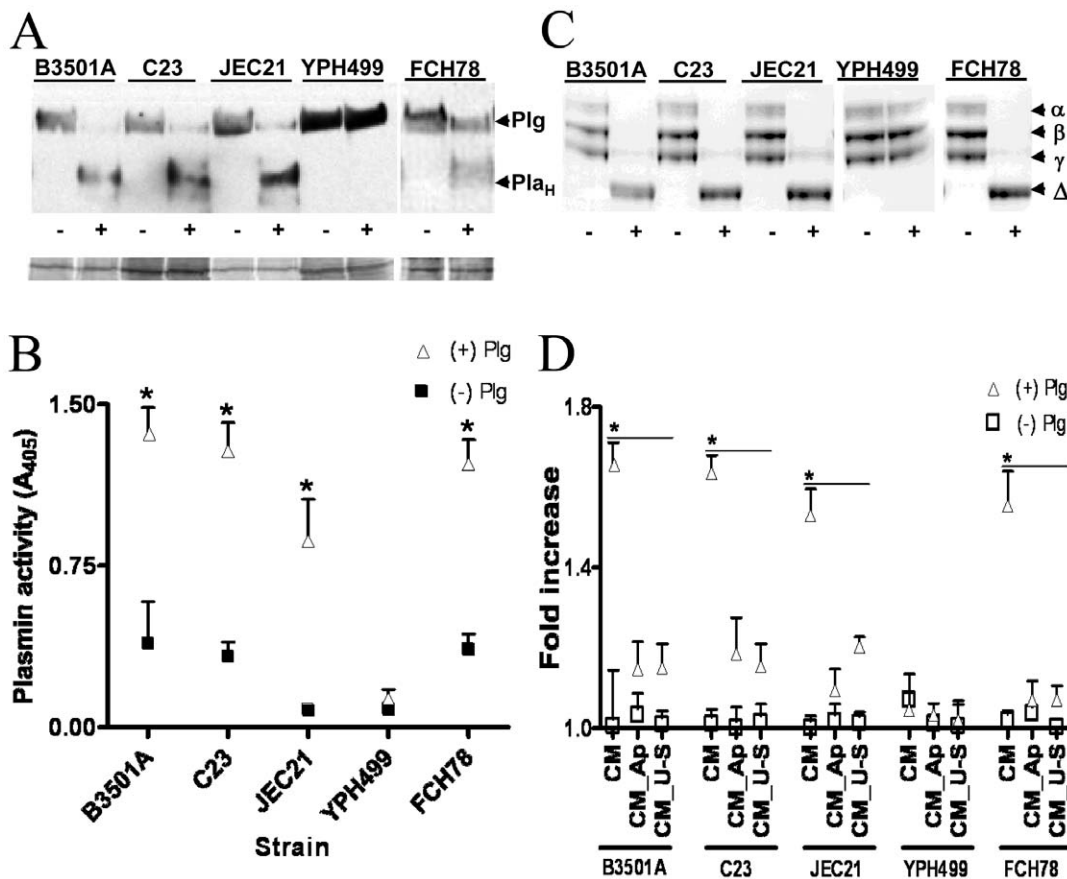 A
B3501A C23 JEC21 YPH499 FCH78
Plg
Pla_H
- + - + - + - + - +
C
B3501A C23 JEC21 YPH499 FCH78
α
β
γ
Δ
- + - + - + - + - +
B
(+) Plg
(-) Plg
Plasmin activity (A405)
1.50
0.75
0.00
* * * *
B3501A C23 JEC21 YPH499 FCH78
Strain
D
(+) Plg
(-) Plg
Fold increase
1.8
1.4
1.0
* * * *
CM CM_Ap CM_U-S CM CM_Ap CM_U-S CM CM_Ap CM_U-S CM CM_Ap CM_U-S CM CM_Ap CM_U-S
B3501A C23 JEC21 YPH499 FCH78